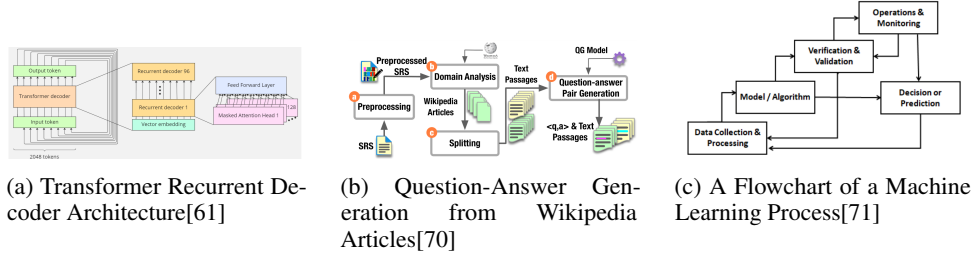 Output token
Transformer decoder
Input token
2048 tokens
Recurrent decoder 96
Recurrent decoder 1
Vector embedding
Feed Forward Layer
128
Masked Attention Head 1
(a) Transformer Recurrent De-
coder Architecture[61]
Preprocessed
SRS
a
Preprocessing
SRS
b
Domain Analysis
Wikipedia
Articles
c
Splitting
Text
Passages
QG Model
d
Question-answer
Pair Generation
<q,a> & Text
Passages
(b) Question-Answer Gen-
eration from Wikipedia
Articles[70]
Operations &
Monitoring
Verification &
Validation
Model / Algorithm
Decision or
Prediction
Data Collection &
Processing
(c) A Flowchart of a Machine
Learning Process[71]